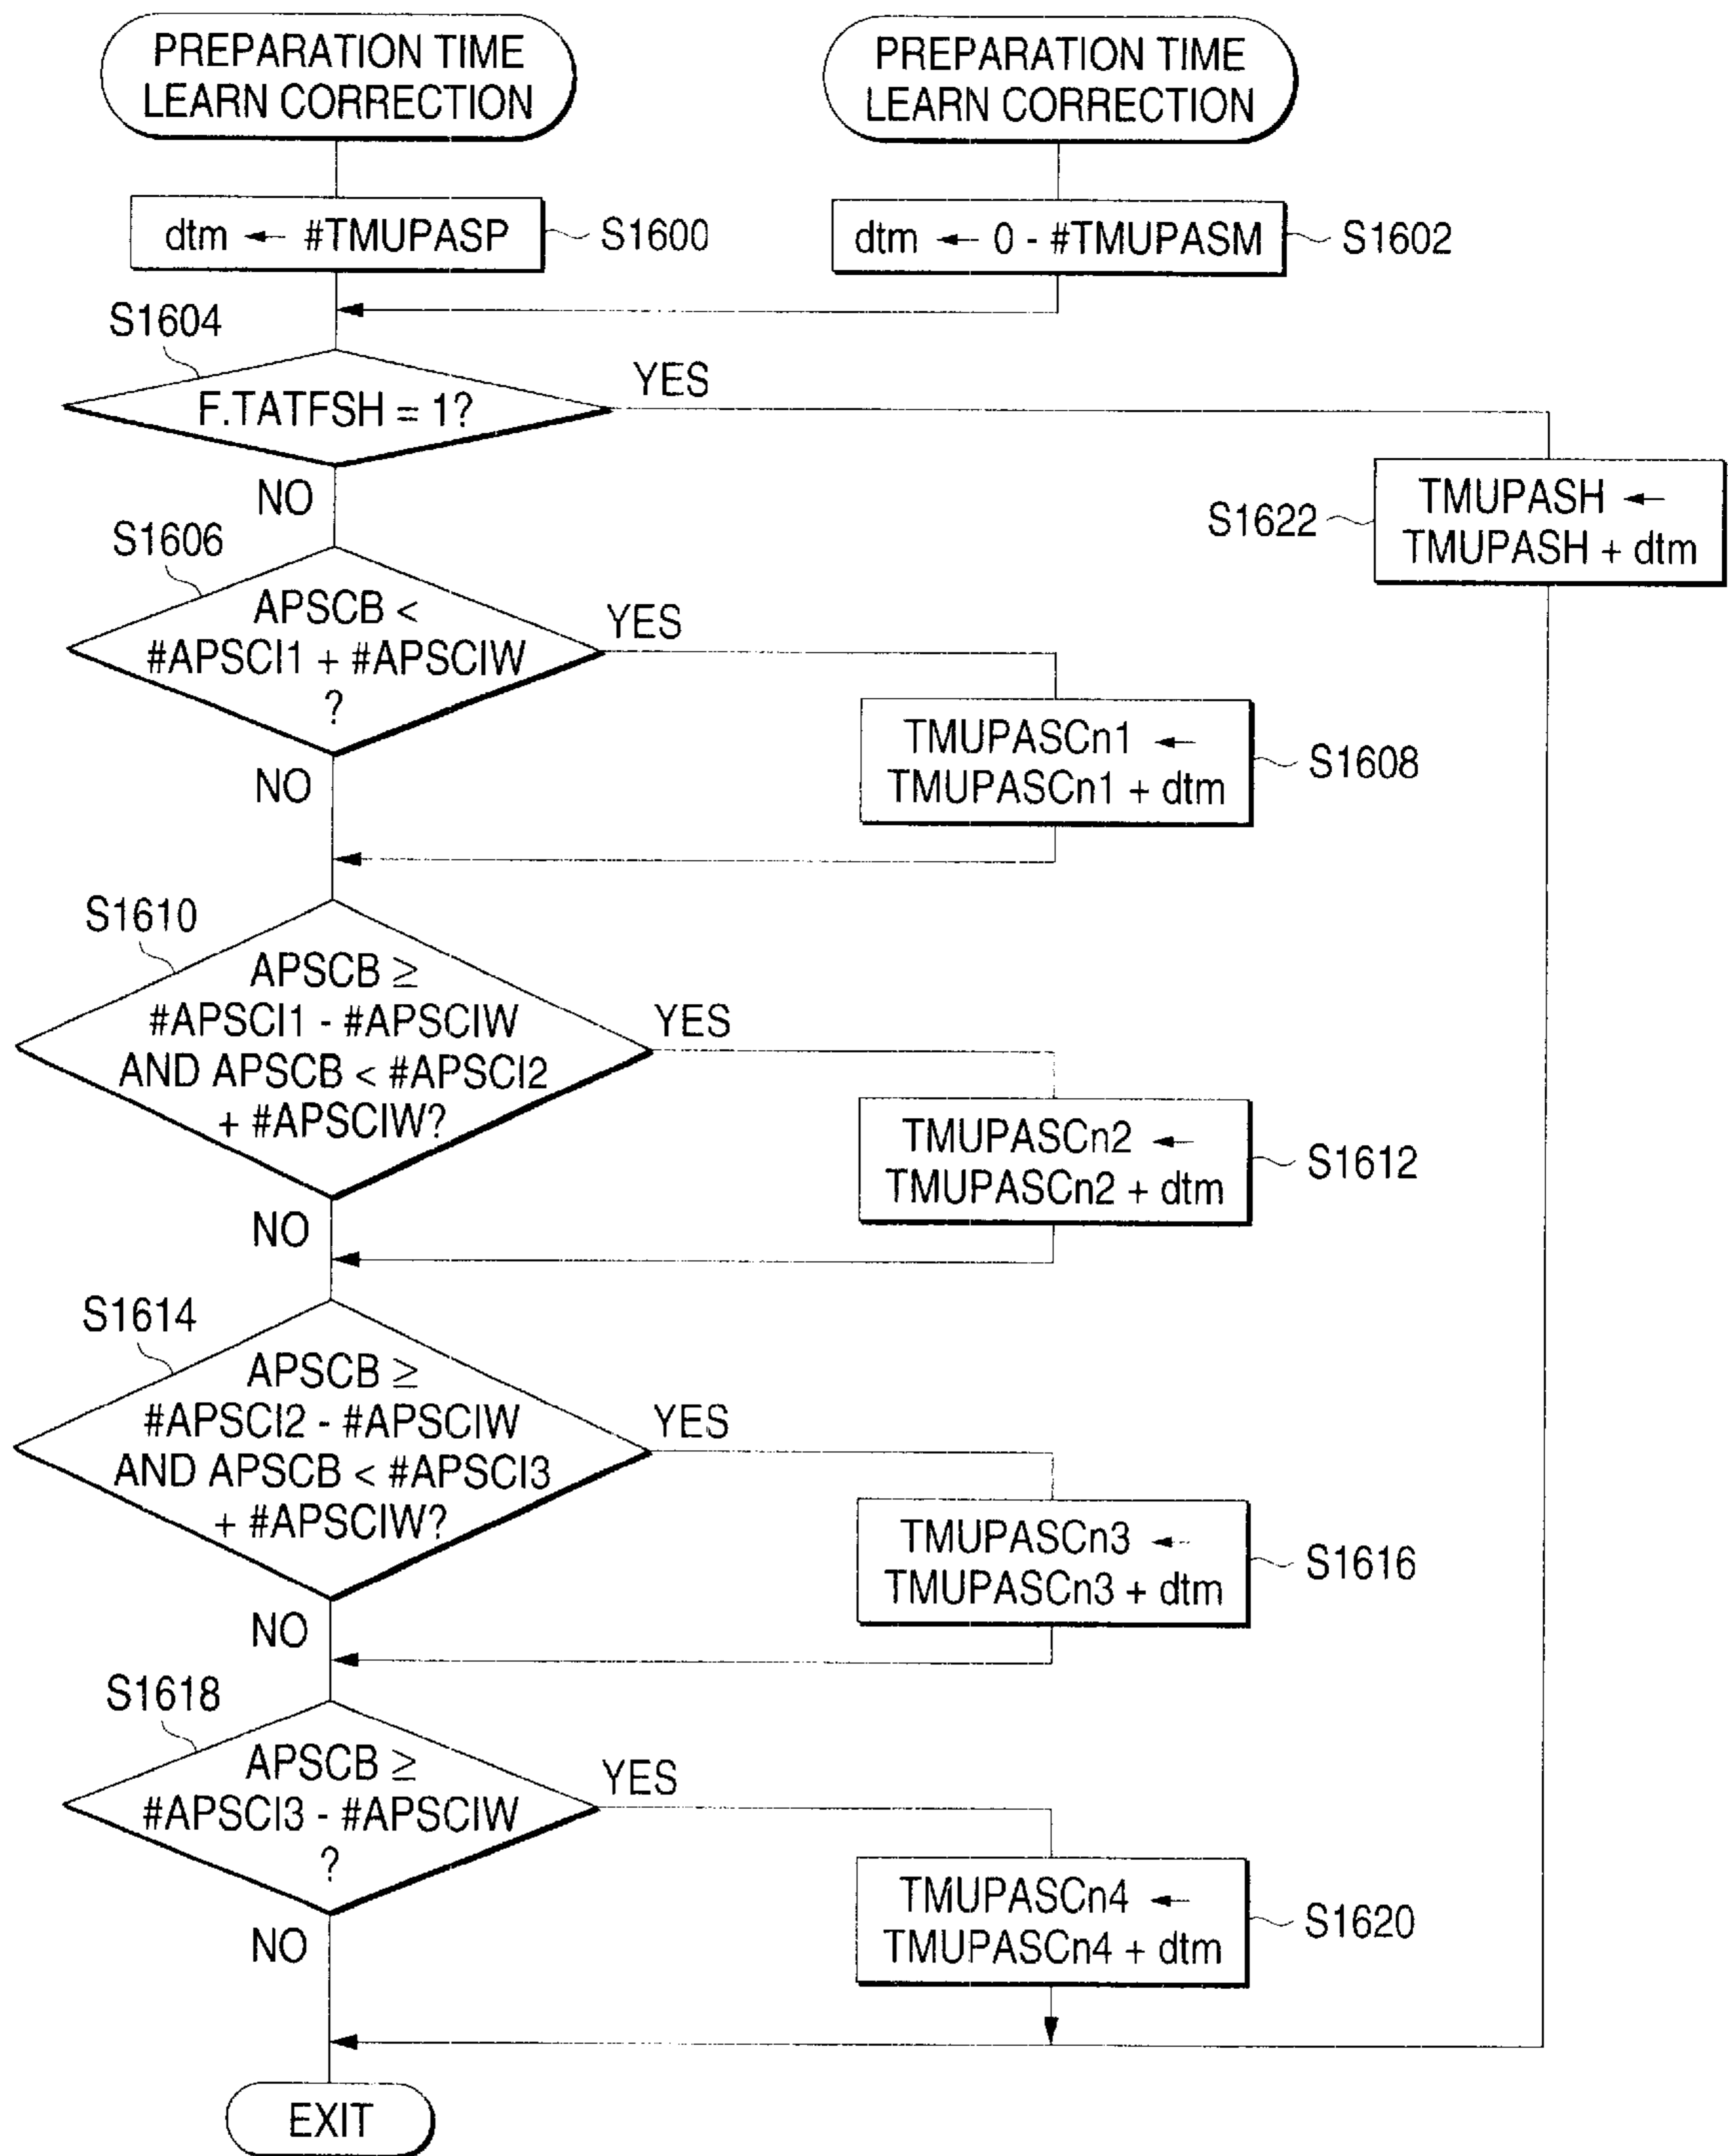 PREPARATION TIME
LEARN CORRECTION
PREPARATION TIME
LEARN CORRECTION
dtm ← #TMUPASP
S1600
dtm ← 0 - #TMUPASM
S1602
S1604
F.TATFSH = 1?
YES
NO
TMUPASH ←
TMUPASH + dtm
S1622
S1606
APSCB <
#APSCI1 + #APSCIW
?
YES
NO
TMUPASCn1 ←
TMUPASCn1 + dtm
S1608
S1610
APSCB ≥
#APSCI1 - #APSCIW
AND APSCB < #APSCI2
+ #APSCIW?
YES
NO
TMUPASCn2 ←
TMUPASCn2 + dtm
S1612
S1614
APSCB ≥
#APSCI2 - #APSCIW
AND APSCB < #APSCI3
+ #APSCIW?
YES
NO
TMUPASCn3 ←
TMUPASCn3 + dtm
S1616
S1618
APSCB ≥
#APSCI3 - #APSCIW
?
YES
NO
TMUPASCn4 ←
TMUPASCn4 + dtm
S1620
EXIT